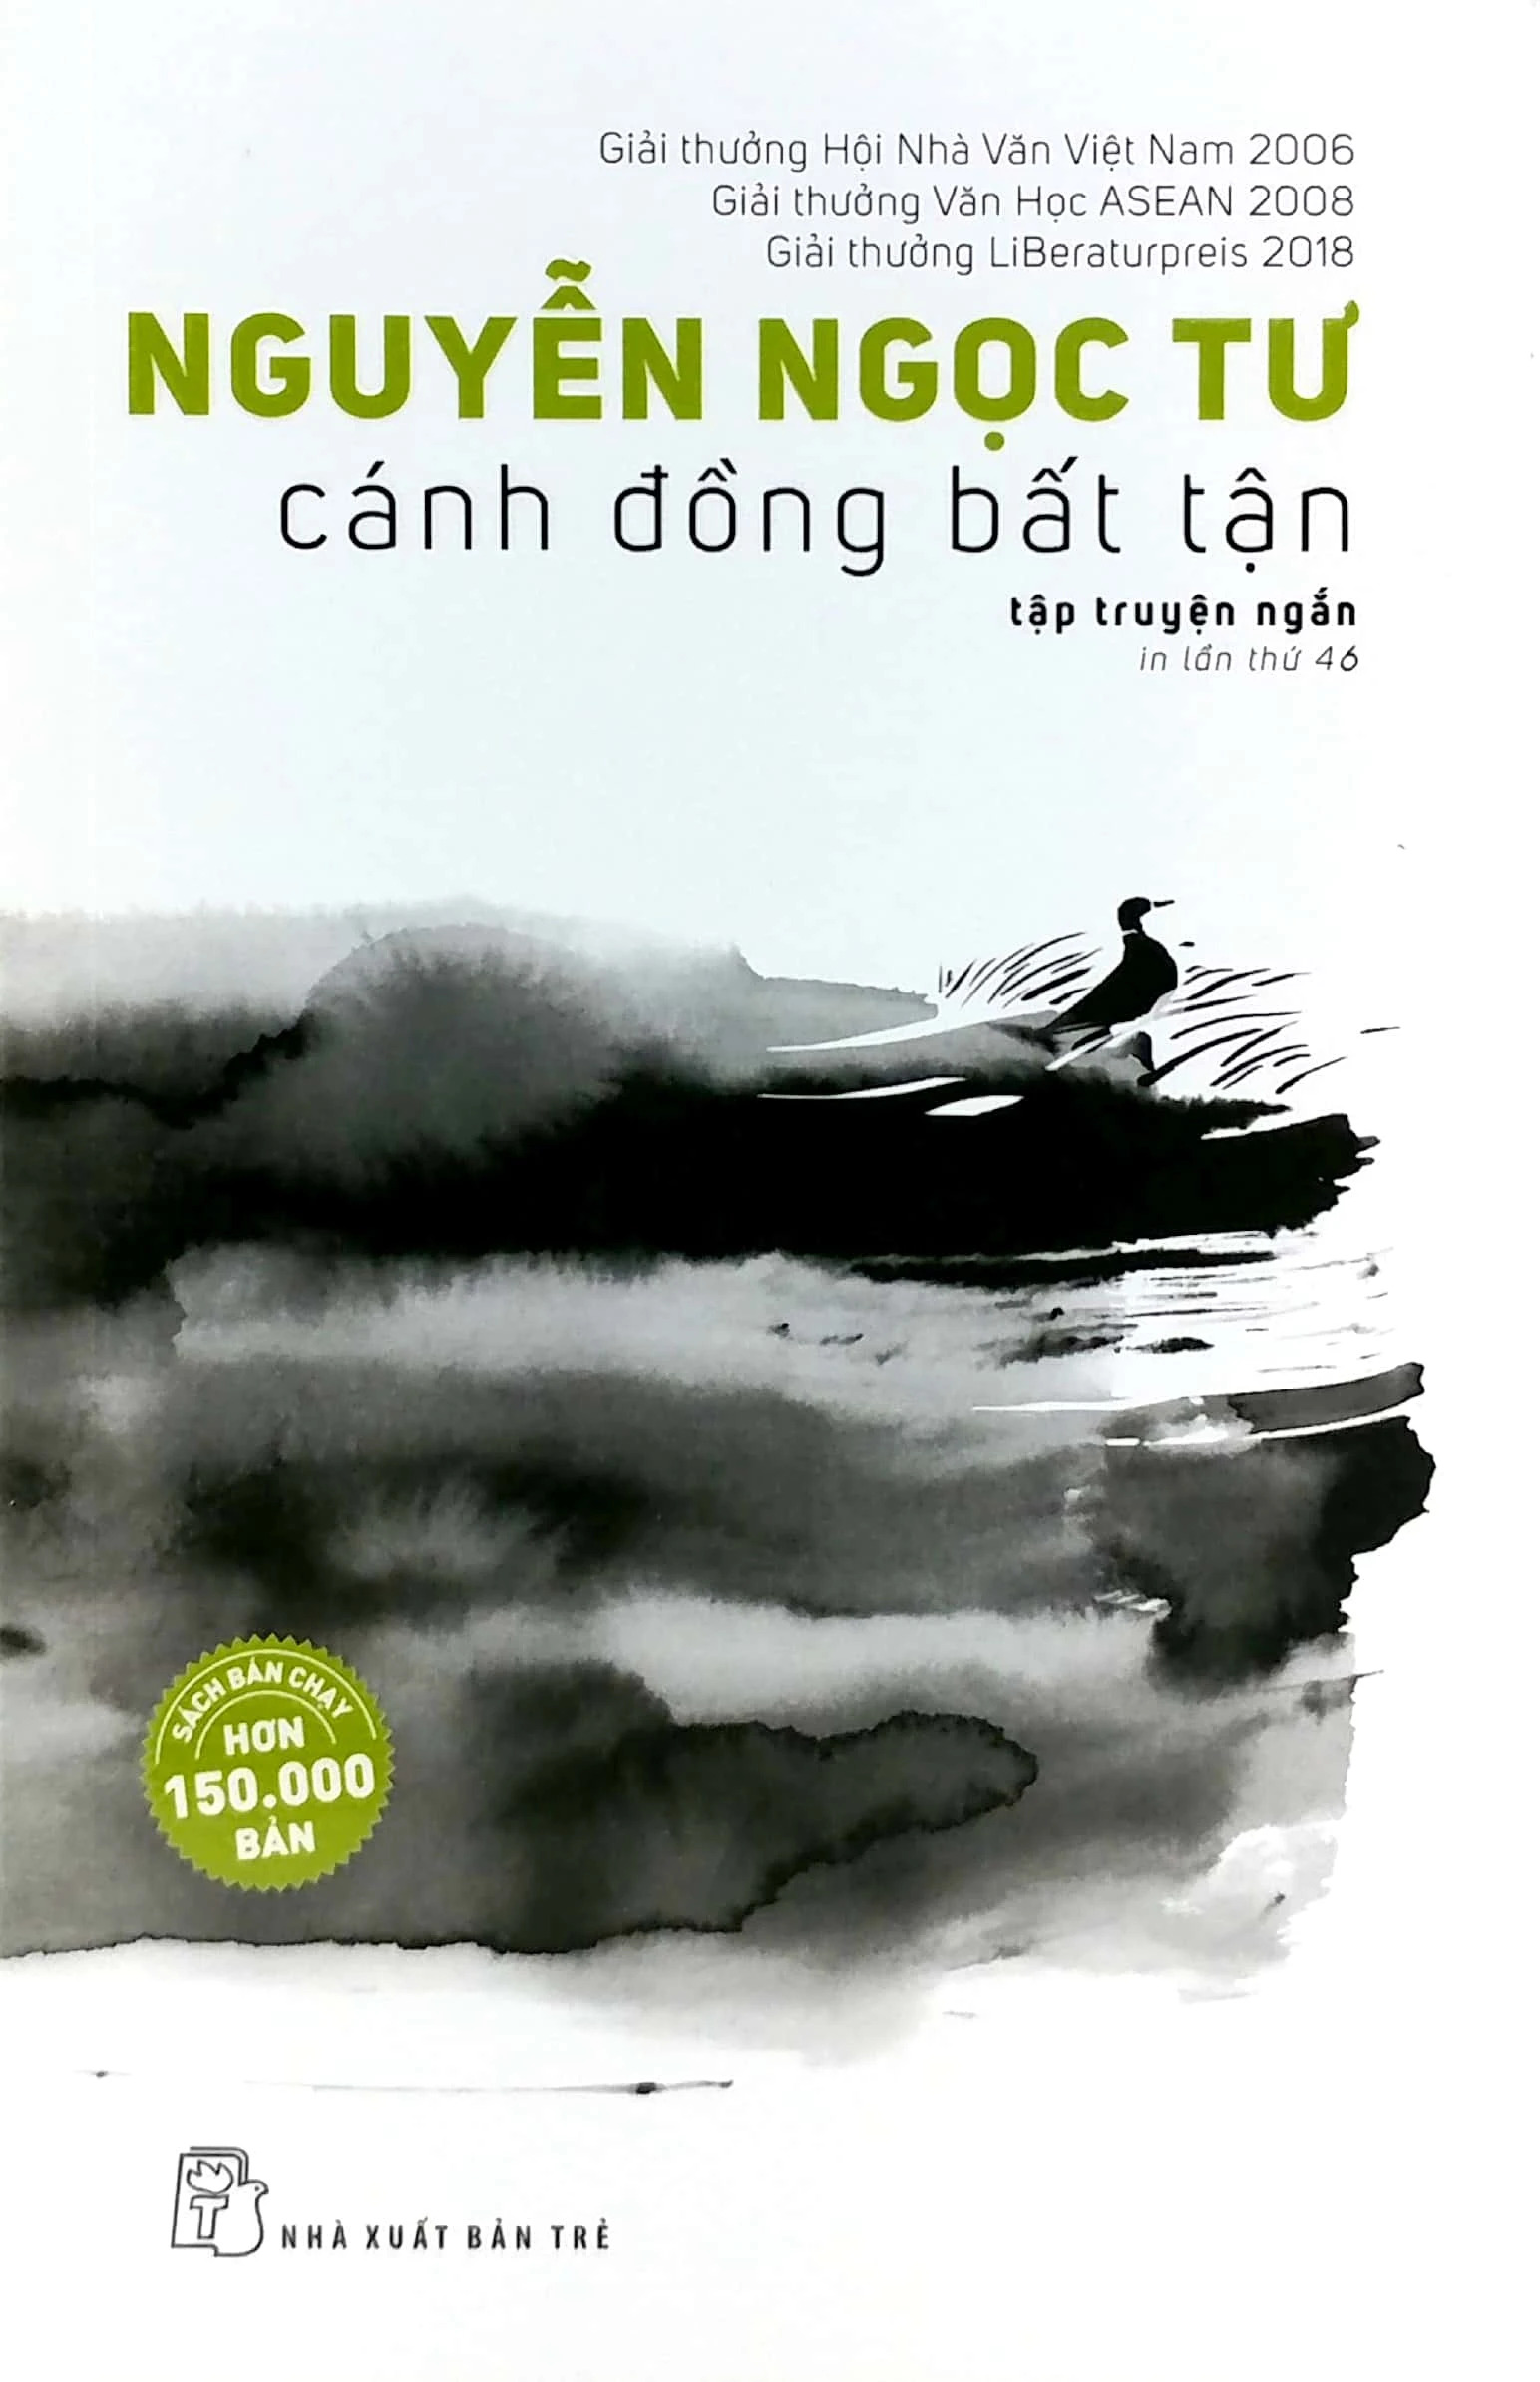 Giải thưởng Hội Nhà Văn Việt Nam 2006
Giải thưởng Văn Học ASEAN 2008
Giải thưởng LiBeraturpreis 2018
NGUYỄN NGỌC TƯ
cánh đồng bất tận
tập truyện ngắn
in lần thứ 46
SÁCH BÁN CHẠY
HƠN
150.000
BẢN
T
NHÀ XUẤT BẢN TRẺ